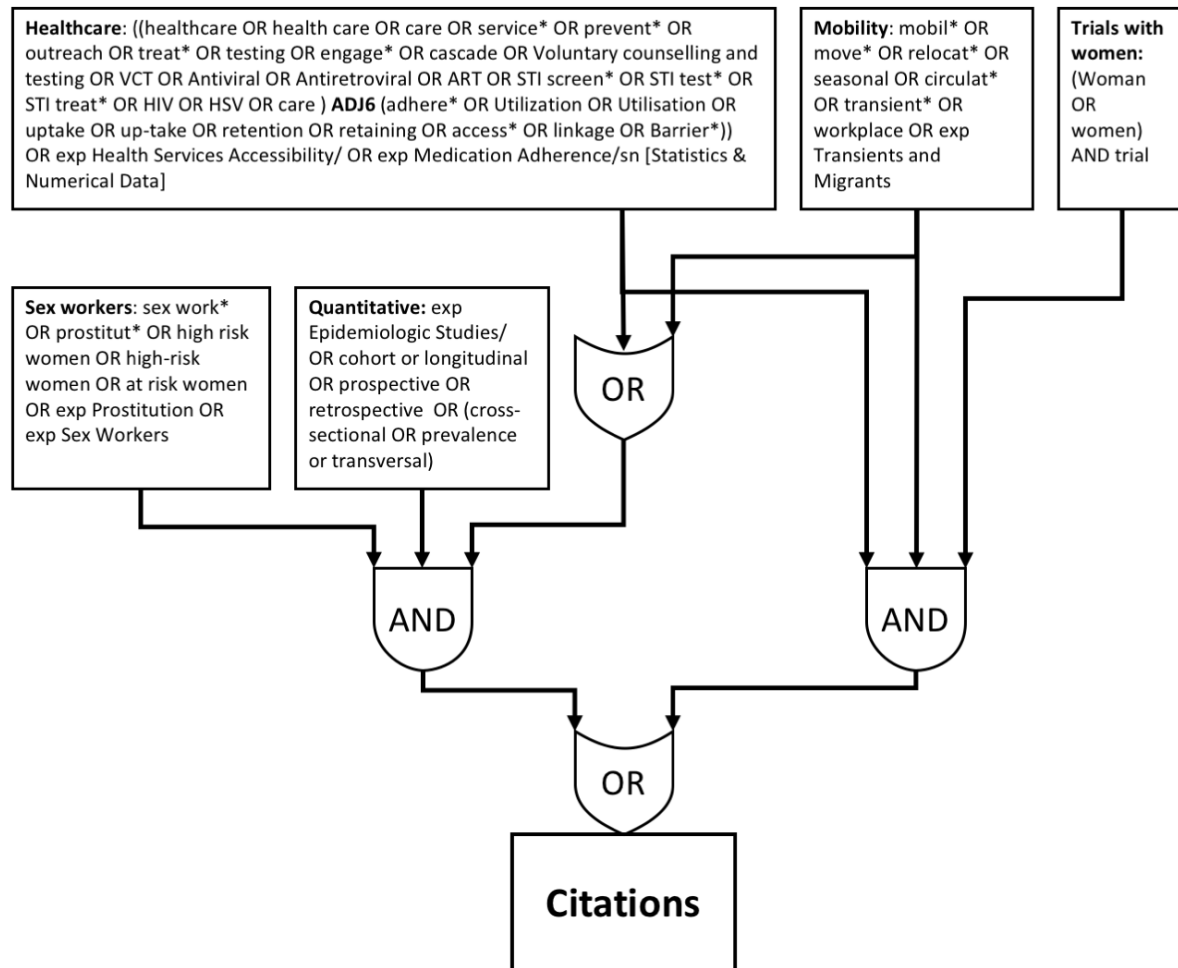 Healthcare: ((healthcare OR health care OR care OR service* OR prevent* OR
outreach OR treat* OR testing OR engage* OR cascade OR Voluntary counselling and
testing OR VCT OR Antiviral OR Antiretroviral OR ART OR STI screen* OR STI test* OR
STI treat* OR HIV OR HSV OR care ) ADJ6 (adhere* OR Utilization OR Utilisation OR
uptake OR up-take OR retention OR retaining OR access* OR linkage OR Barrier*))
OR exp Health Services Accessibility/ OR exp Medication Adherence/sn [Statistics &
Numerical Data]
Mobility: mobil* OR
move* OR relocat* OR
seasonal OR circulat*
OR transient* OR
workplace OR exp
Transients and
Migrants
Trials with
women:
(Woman
OR
women)
AND trial
Sex workers: sex work*
OR prostitut* OR high risk
women OR high-risk
women OR at risk women
OR exp Prostitution OR
exp Sex Workers
Quantitative: exp
Epidemiologic Studies/
OR cohort or longitudinal
OR prospective OR
retrospective OR (cross-
sectional OR prevalence
or transversal)
OR
AND
AND
OR
Citations